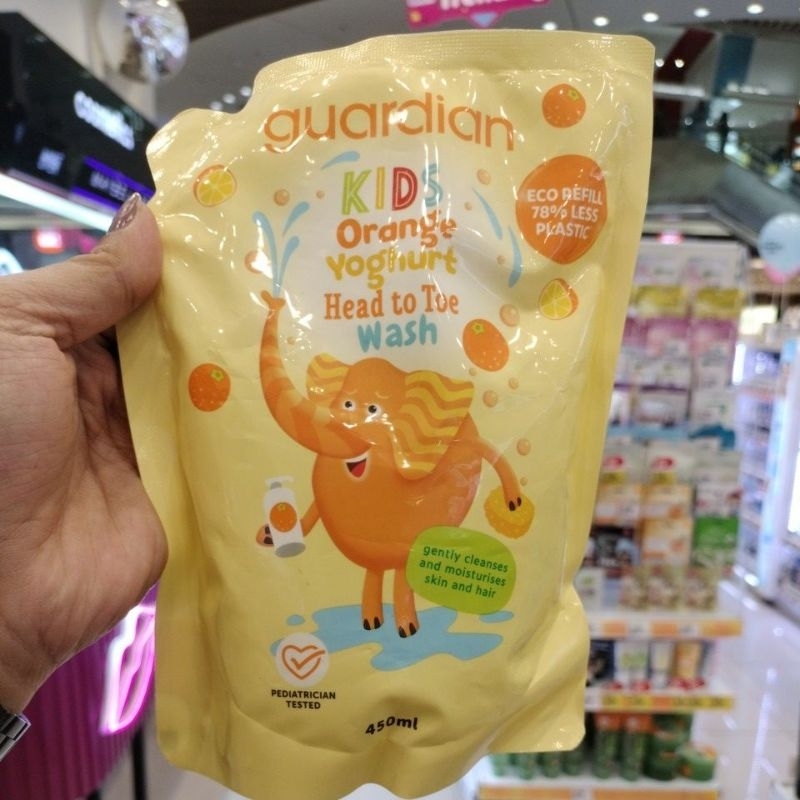 guardian
KIDS
Orange
Yoghurt
Head to Toe
Wash
ECO REFILL
78% LESS
PLASTIC
gently cleanses
and moisturises
skin and hair
PEDIATRICIAN
TESTED
450ml